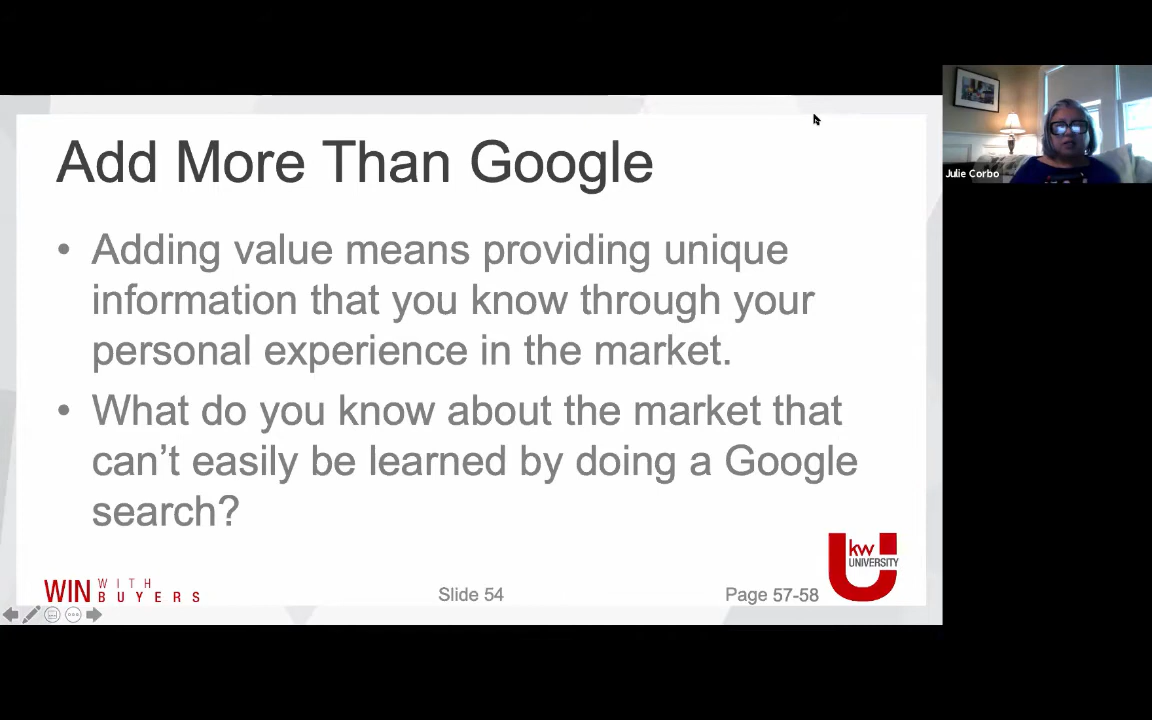 Add More Than Google
• Adding value means providing unique
information that you know through your
personal experience in the market.
• What do you know about the market that
can’t easily be learned by doing a Google
search?
WIN WITH BUYERS
Slide 54
Page 57-58
kw
UNIVERSITY
Julie Corbo